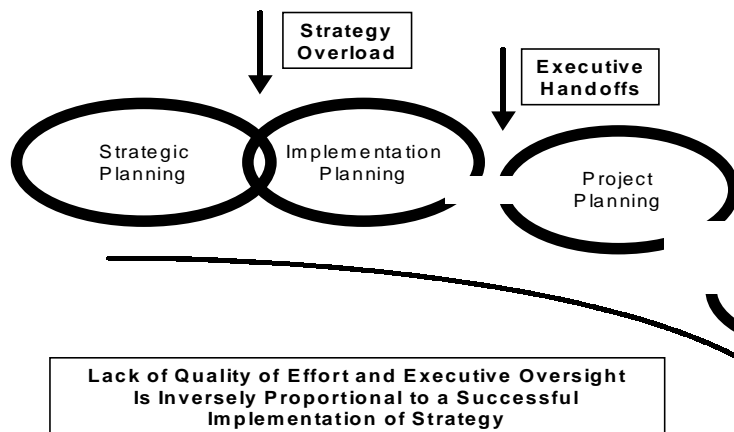 Strategy
Overload
Executive
Handoffs
Strategic
Planning
Implementation
Planning
Project
Planning
Lack of Quality of Effort and Executive Oversight
Is Inversely Proportional to a Successful
Implementation of Strategy